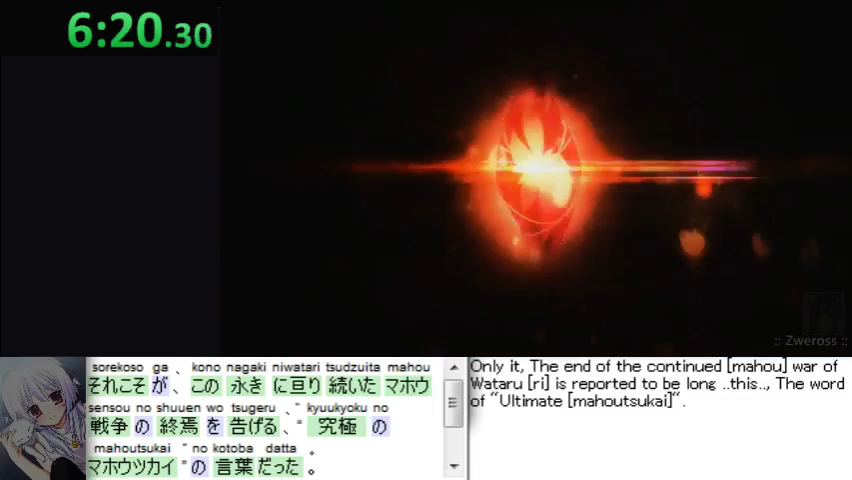 6:20.30
:: Zweross ::
sorekoso ga 、 kono nagaki niwatari tsudzuita mahou
それこそ が 、 この 永き に亘り 続いた マホウ
sensou no shuuen wo tsugeru 、" kyuukyoku no
戦争 の 終焉 を 告げる 、“ 究極 の
mahoutsukai " no kotoba datta 。
マホウツカイ ” の 言葉 だった 。
Only it, The end of the continued [mahou] war of
Wataru [ri] is reported to be long ..this.., The word
of "Ultimate [mahoutsukai]".